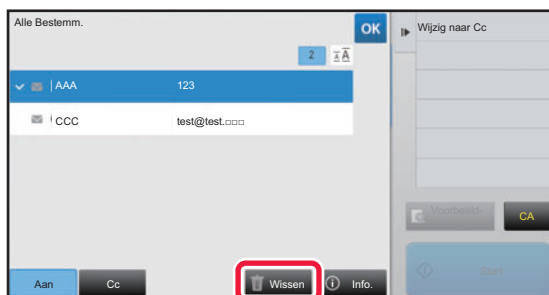 Alle Bestemm.
OK
Wijzig naar Cc
2
A A
AAA 123
CCC test@test.□□□
Voorbeeld-
CA
Start
Aan
Cc
Wissen
i Info.